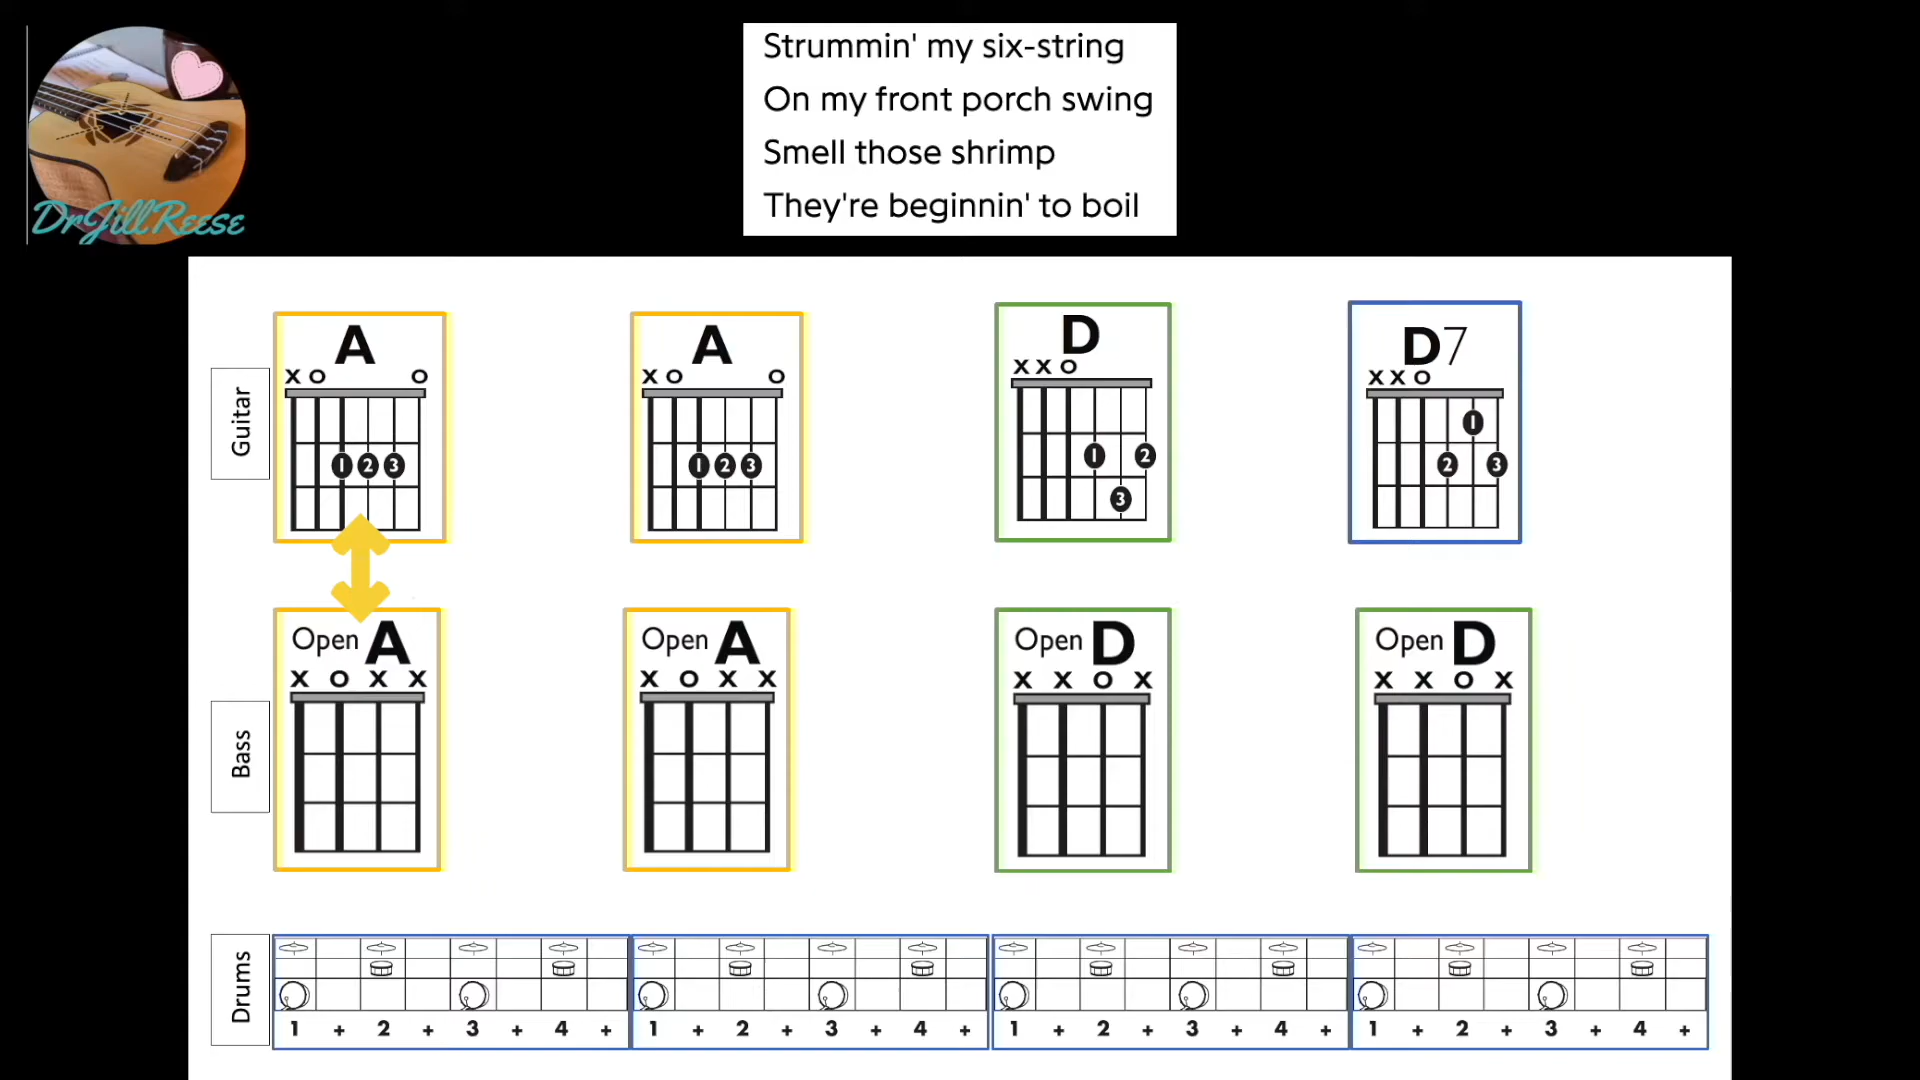 DrJillReese
Strummin' my six-string
On my front porch swing
Smell those shrimp
They're beginnin' to boil
Guitar
A
X O O
1 2 3
A
X O O
1 2 3
D
X X O
1 2
3
D7
X X O
1
2 3
Bass
Open A
X O X X
Open A
X O X X
Open D
X X O X
Open D
X X O X
Drums
1 + 2 + 3 + 4 + 1 + 2 + 3 + 4 + 1 + 2 + 3 + 4 + 1 + 2 + 3 + 4 +